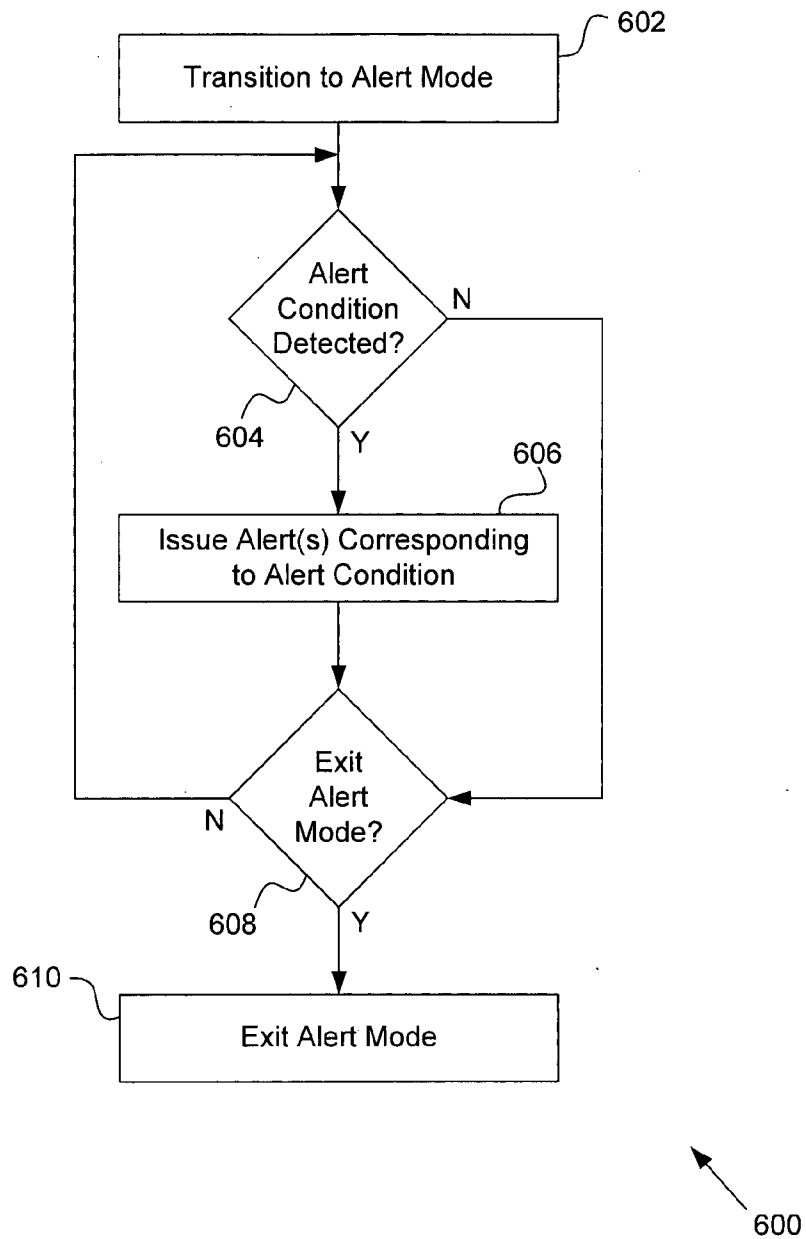 602
Transition to Alert Mode
Alert
Condition
Detected?
N
604
Y
606
Issue Alert(s) Corresponding
to Alert Condition
Exit
Alert
Mode?
N
608
Y
610
Exit Alert Mode
600